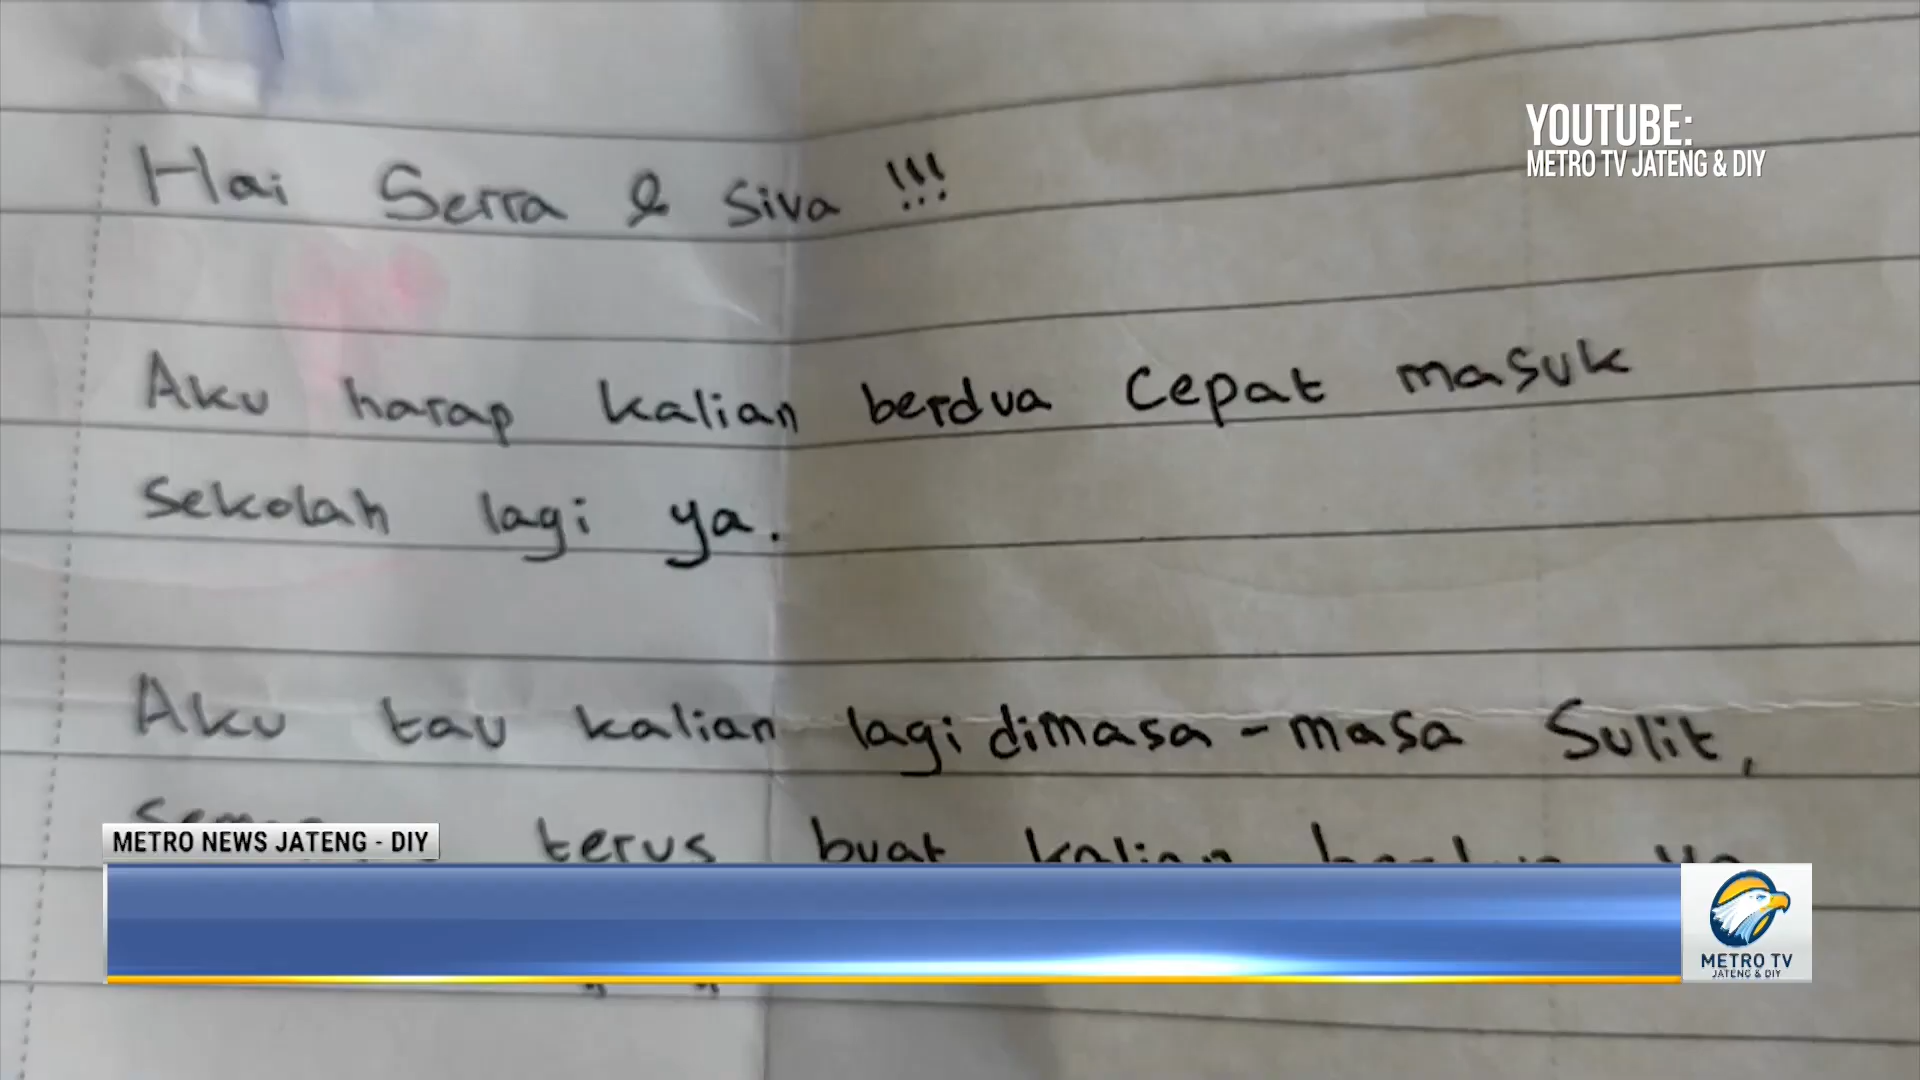 YOUTUBE:
METRO TV JATENG & DIY
Hai Serra & Siva !!!
Aku harap kalian berdua Cepat masuk
Sekolah lagi ya.
Aku tau kalian lagi dimasa-masa Sulit,
terus buat kalian
METRO NEWS JATENG - DIY
METRO TV
JATENG & DIY